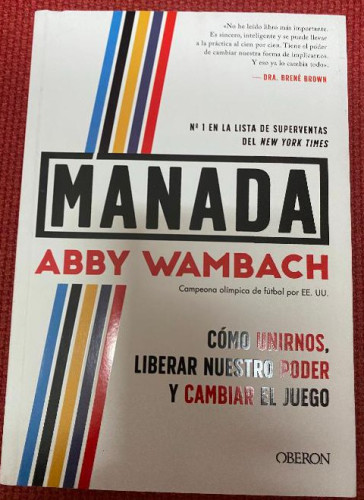 «No he leído libro más importante.
Es sincero, inteligente y se puede llevar
a la práctica al cien por cien. Tiene el poder
de cambiar nuestra forma de implicarnos.
Y eso ya lo cambia todo».
— DRA. BRENÉ BROWN
Nº 1 EN LA LISTA DE SUPERVENTAS
DEL NEW YORK TIMES
MANADA
ABBY WAMBACH
Campeona olímpica de fútbol por EE. UU.
CÓMO UNIRNOS,
LIBERAR NUESTRO PODER
Y CAMBIAR EL JUEGO
OBERON